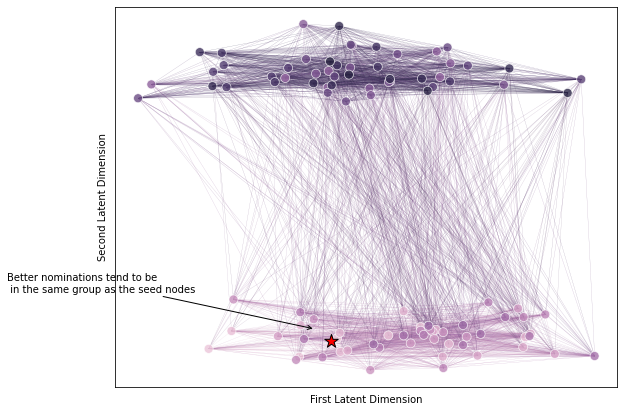 Second Latent Dimension
Better nominations tend to be
in the same group as the seed nodes
First Latent Dimension